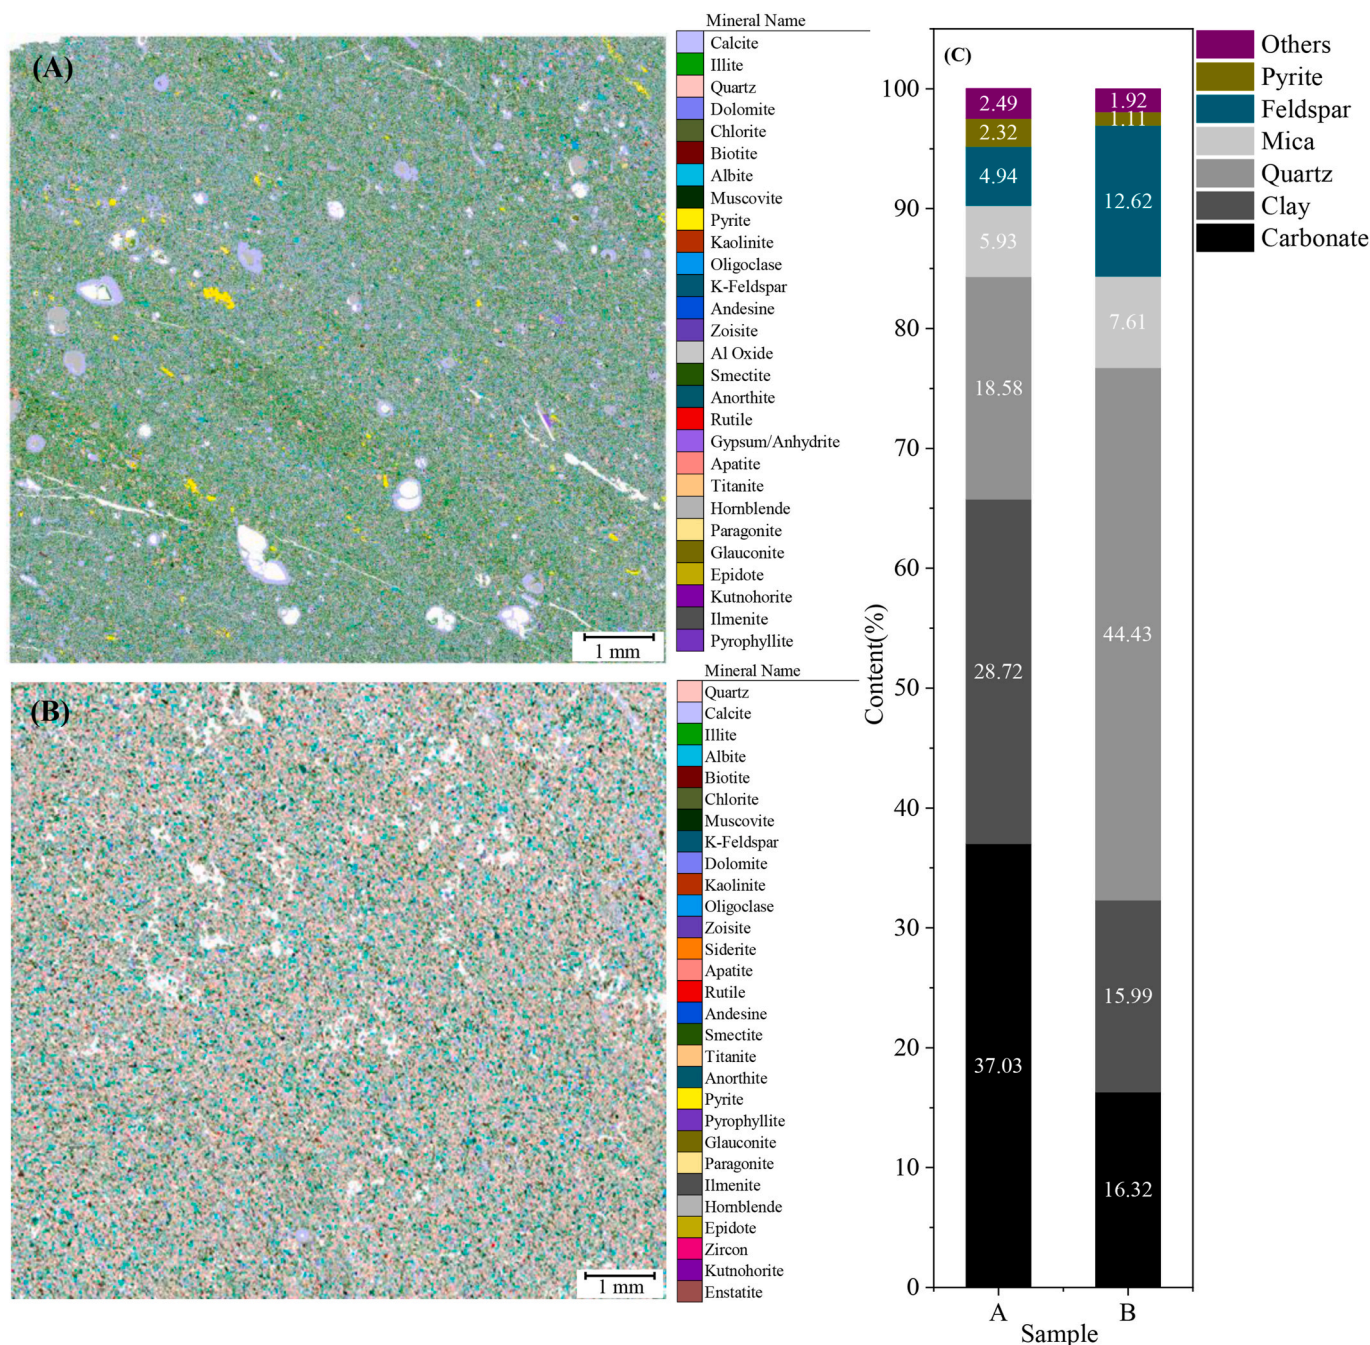 (A)
1 mm
Mineral Name
Calcite
Illite
Quartz
Dolomite
Chlorite
Biotite
Albite
Muscovite
Pyrite
Kaolinite
Oligoclase
K-Feldspar
Andesine
Zoisite
Al Oxide
Smectite
Anorthite
Rutile
Gypsum/Anhydrite
Apatite
Titanite
Hornblende
Paragonite
Glauconite
Epidote
Kutnohorite
Ilmenite
Pyrophyllite
(B)
1 mm
Mineral Name
Quartz
Calcite
Illite
Albite
Biotite
Chlorite
Muscovite
K-Feldspar
Dolomite
Kaolinite
Oligoclase
Zoisite
Siderite
Apatite
Rutile
Andesine
Smectite
Titanite
Anorthite
Pyrite
Pyrophyllite
Glauconite
Paragonite
Ilmenite
Hornblende
Epidote
Zircon
Kutnohorite
Enstatite
(C)
Content(%)
100
90
80
70
60
50
40
30
20
10
0
2.49
2.32
4.94
5.93
18.58
28.72
37.03
1.92
1.11
12.62
7.61
44.43
15.99
16.32
A B
Sample
Others
Pyrite
Feldspar
Mica
Quartz
Clay
Carbonate